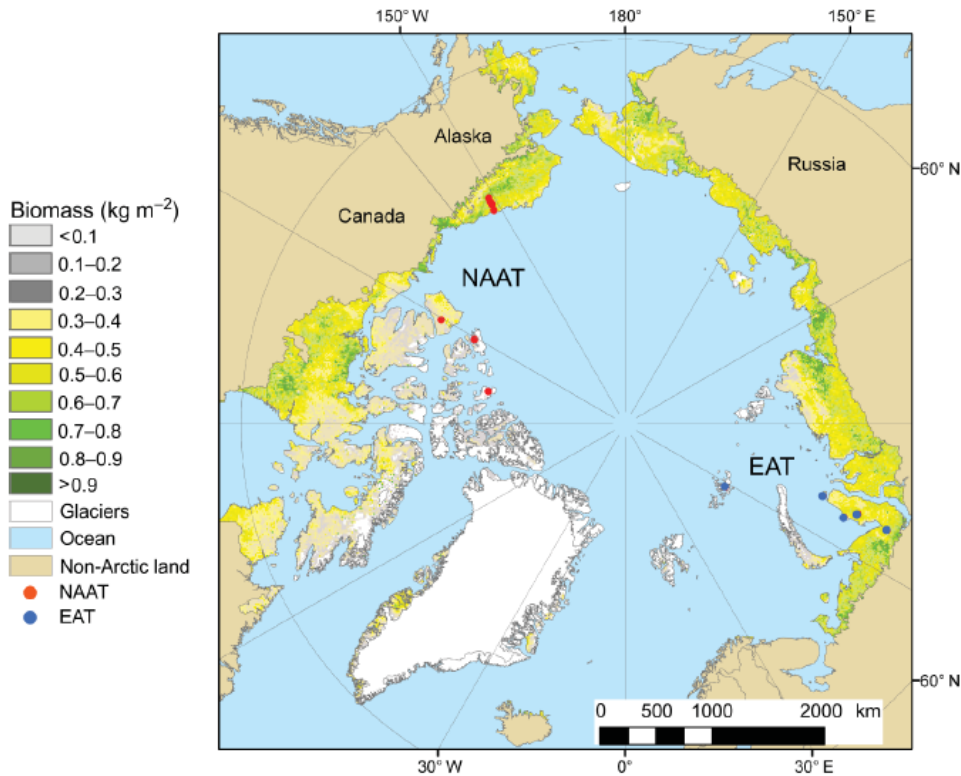 150° W 180° 150° E
Alaska
Russia
60° N
Canada
Biomass (kg m⁻²)
<0.1
0.1–0.2
0.2–0.3
0.3–0.4
0.4–0.5
0.5–0.6
0.6–0.7
0.7–0.8
0.8–0.9
>0.9
Glaciers
Ocean
Non-Arctic land
NAAT
EAT
NAAT
EAT
60° N
0 500 1000 2000 km
30° W 0° 30° E